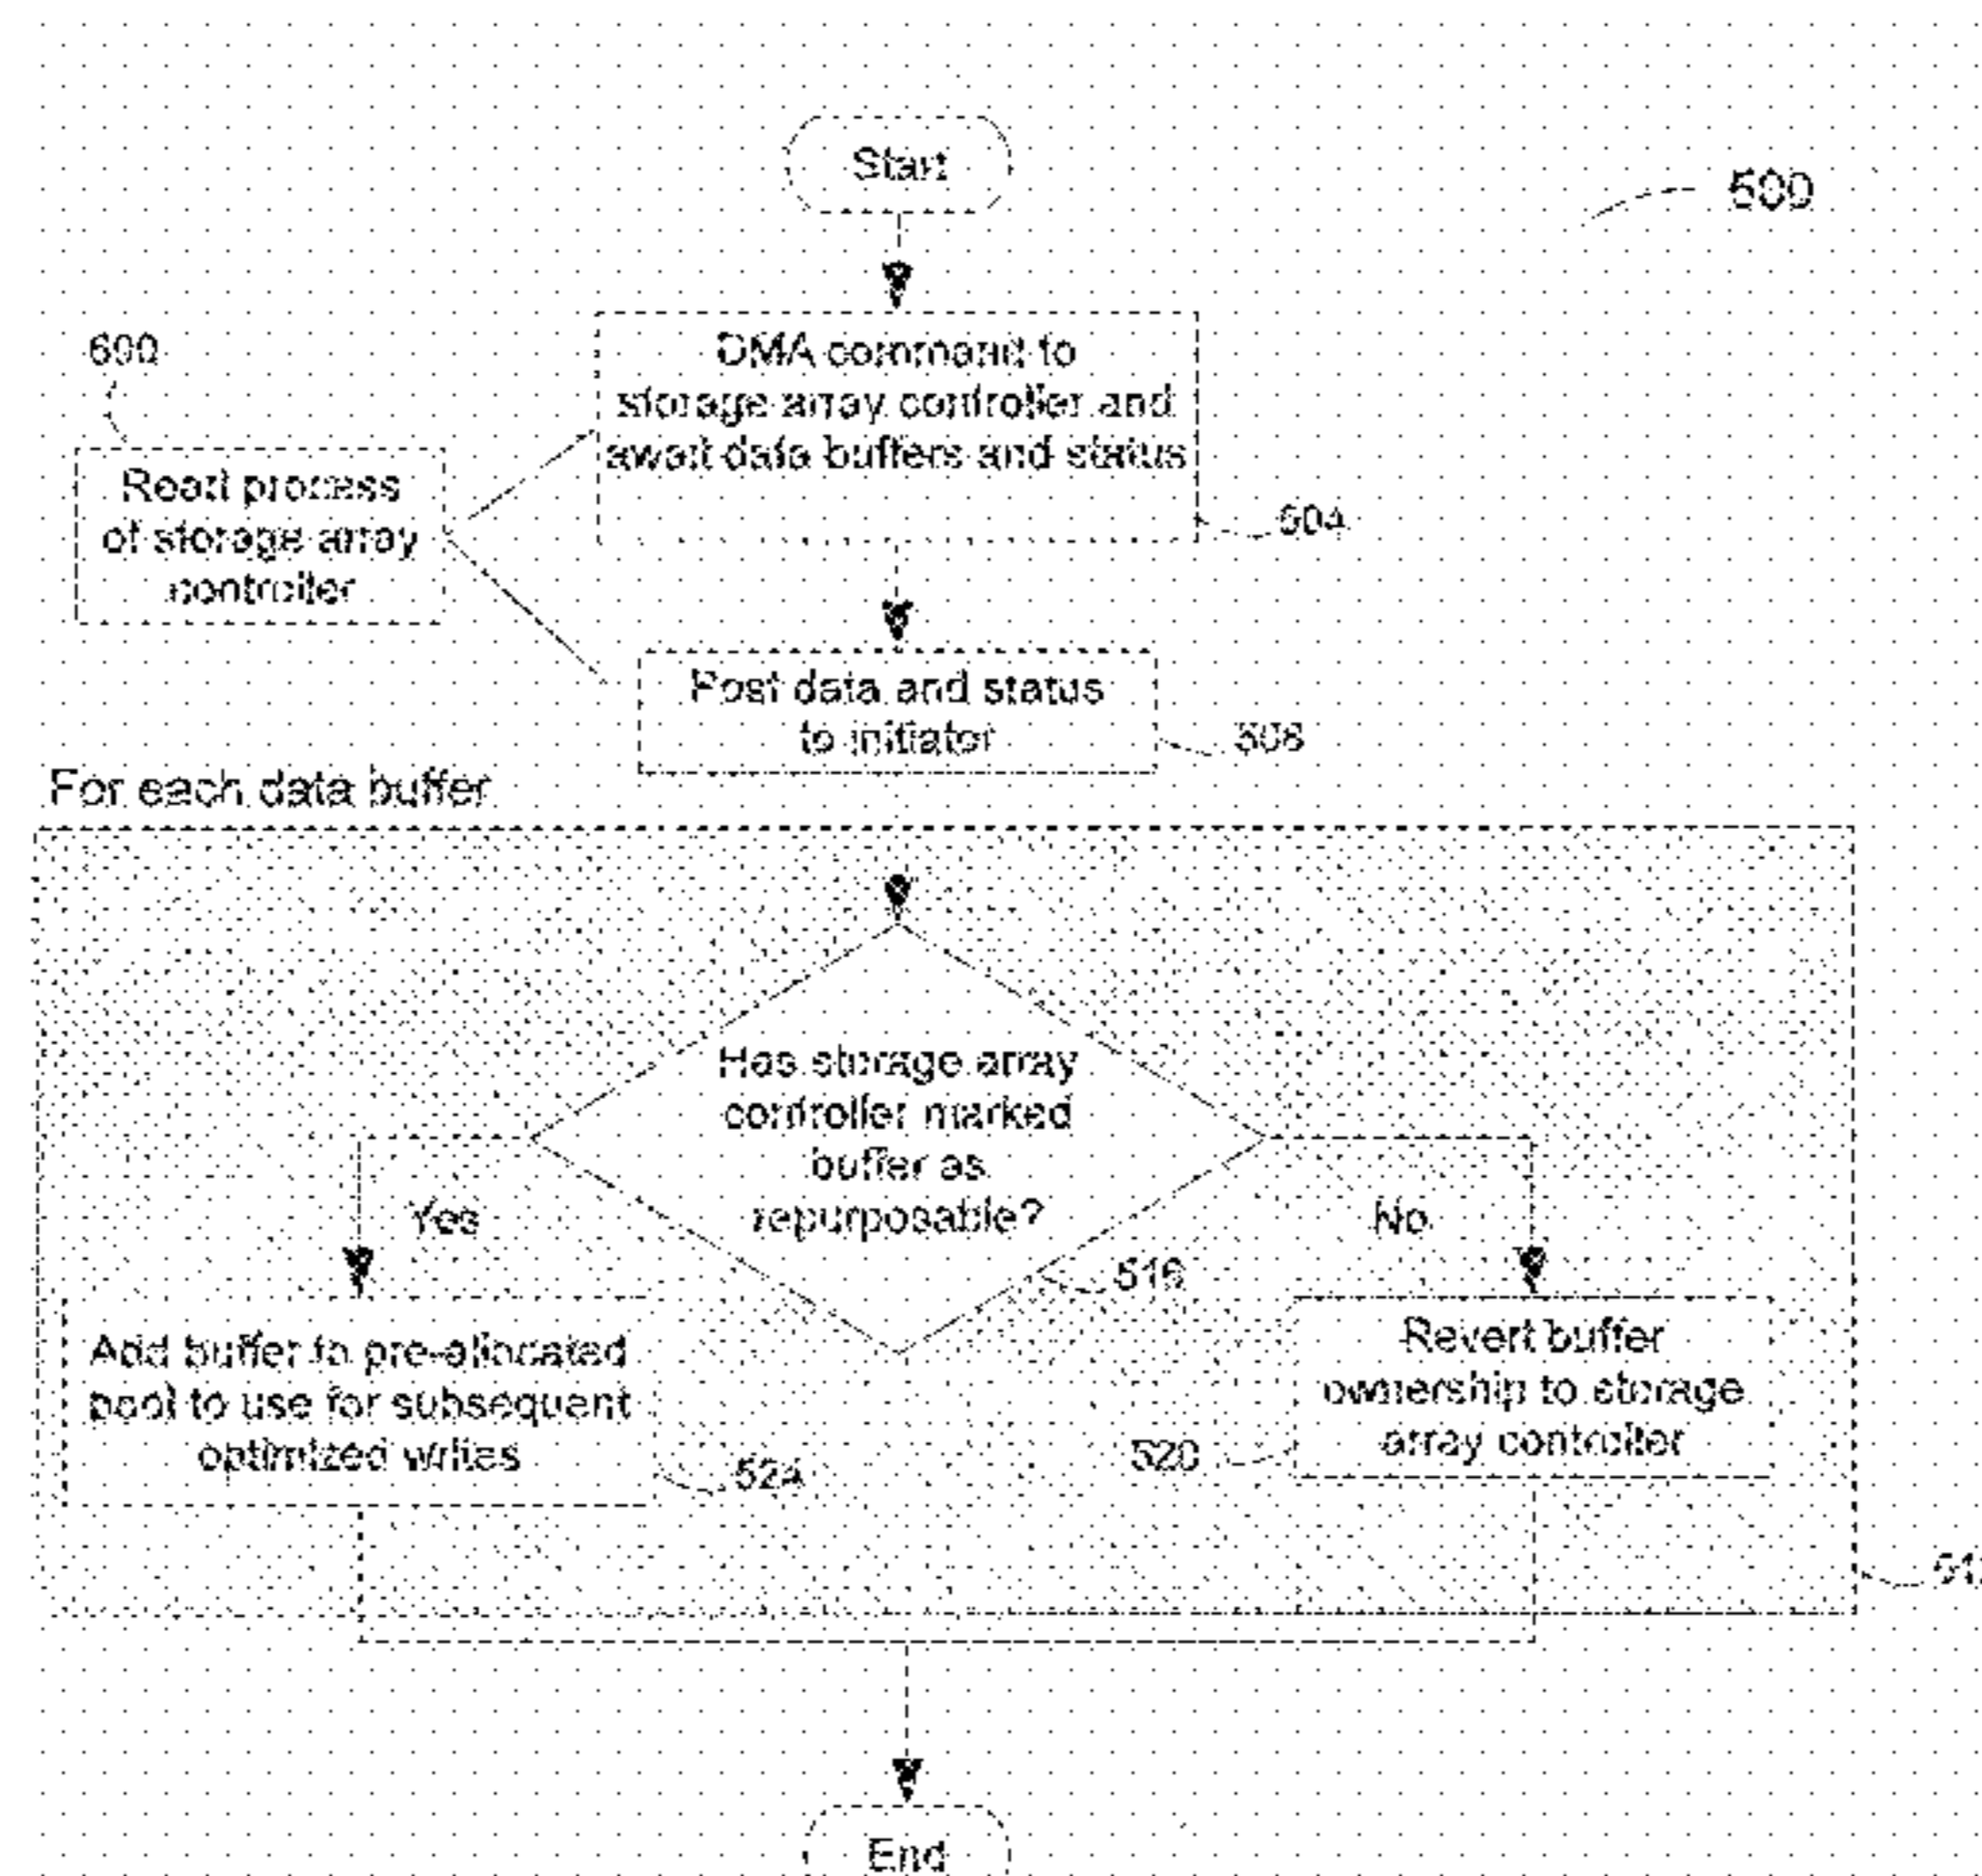 Start
500
600
DMA command to
storage array controller and
await data buffers and status
Read process
of storage array
controller
504
Post data and status
to initiator
508
For each data buffer
Has storage array
controller marked
buffer as
repurposable?
Yes
No
516
Add buffer to pre-allocated
pool to use for subsequent
optimized writes
Revert buffer
ownership to storage
array controller
524
520
End